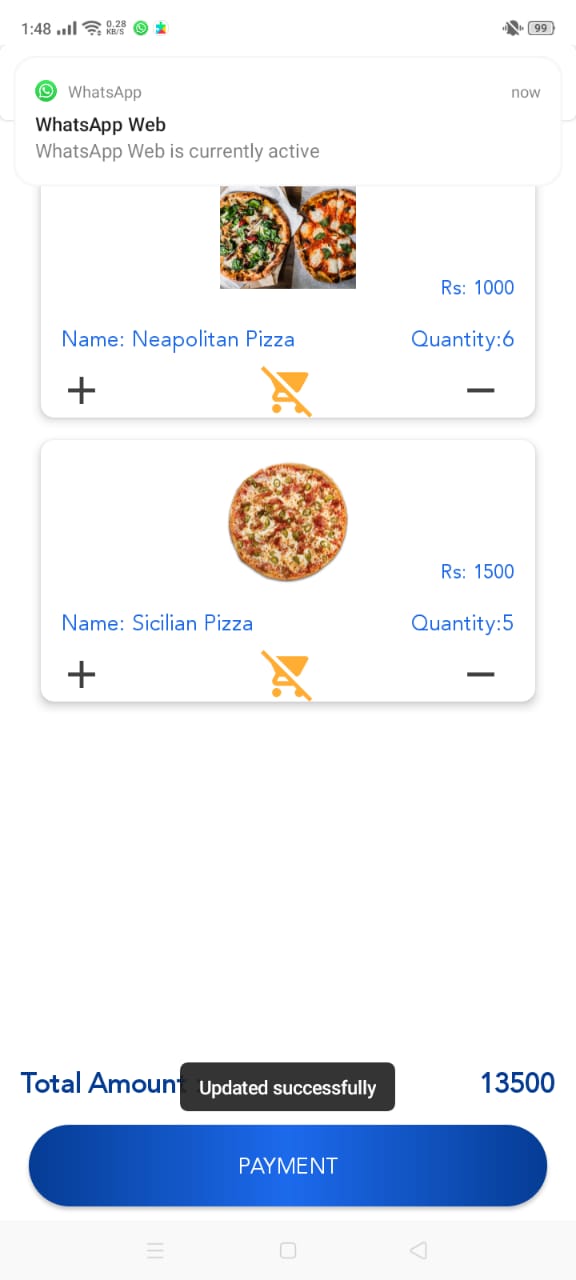 1:48 0.28 KB/S 99
WhatsApp now
WhatsApp Web
WhatsApp Web is currently active
Rs: 1000
Name: Neapolitan Pizza Quantity:6
Rs: 1500
Name: Sicilian Pizza Quantity:5
Total Amount 13500
Updated successfully
PAYMENT